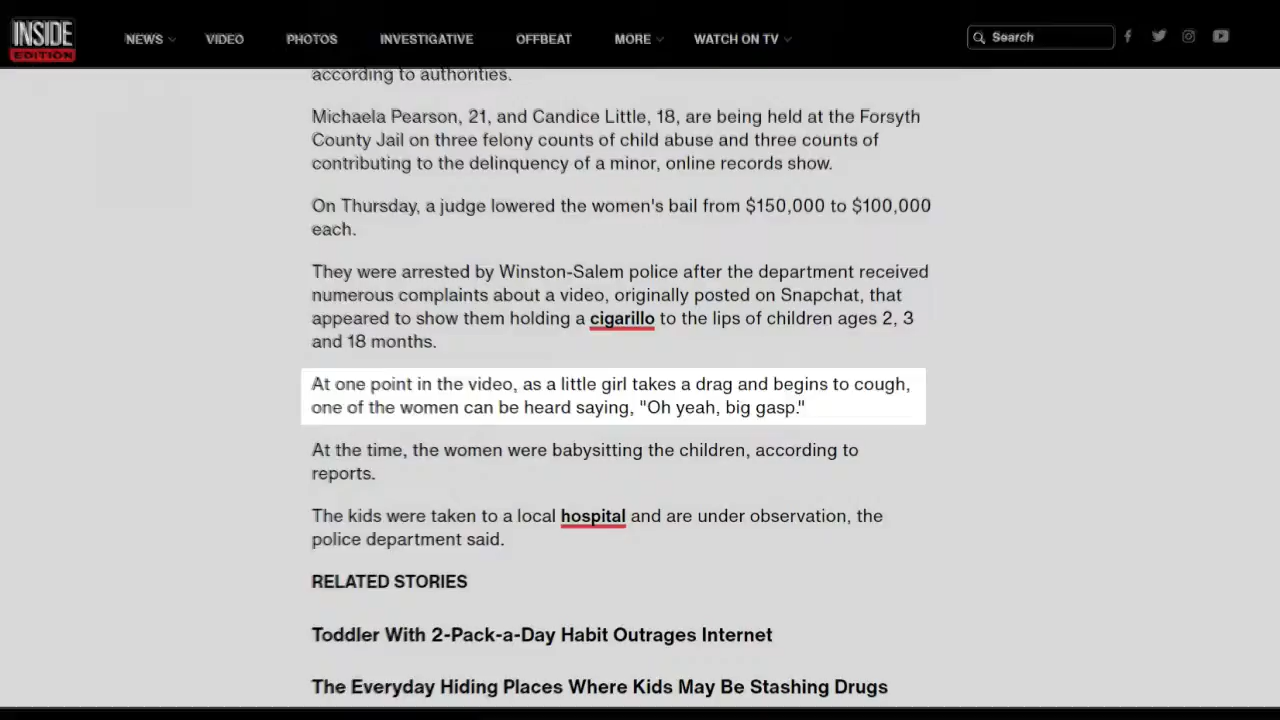 INSIDE
EDITION
NEWS
VIDEO
PHOTOS
INVESTIGATIVE
OFFBEAT
MORE
WATCH ON TV
Search
according to authorities.
Michaela Pearson, 21, and Candice Little, 18, are being held at the Forsyth
County Jail on three felony counts of child abuse and three counts of
contributing to the delinquency of a minor, online records show.
On Thursday, a judge lowered the women's bail from $150,000 to $100,000
each.
They were arrested by Winston-Salem police after the department received
numerous complaints about a video, originally posted on Snapchat, that
appeared to show them holding a cigarillo to the lips of children ages 2, 3
and 18 months.
At one point in the video, as a little girl takes a drag and begins to cough,
one of the women can be heard saying, "Oh yeah, big gasp."
At the time, the women were babysitting the children, according to
reports.
The kids were taken to a local hospital and are under observation, the
police department said.
RELATED STORIES
Toddler With 2-Pack-a-Day Habit Outrages Internet
The Everyday Hiding Places Where Kids May Be Stashing Drugs